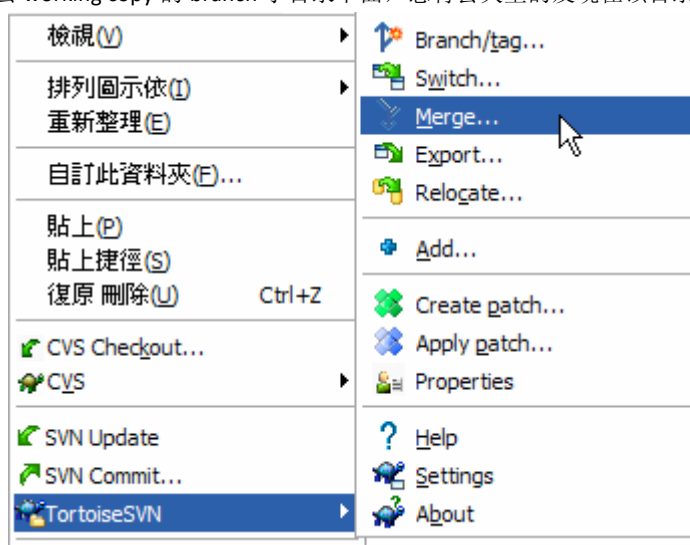 檢視(V)
排列圖示依(I)
重新整理(E)
自訂此資料夾(F)...
貼上(P)
貼上捷徑(S)
復原 刪除(U) Ctrl+Z
CVS Checkout...
CVS
SVN Update
SVN Commit...
TortoiseSVN
Branch/tag...
Switch...
Merge...
Export...
Relocate...
Add...
Create patch...
Apply patch...
Properties
Help
Settings
About